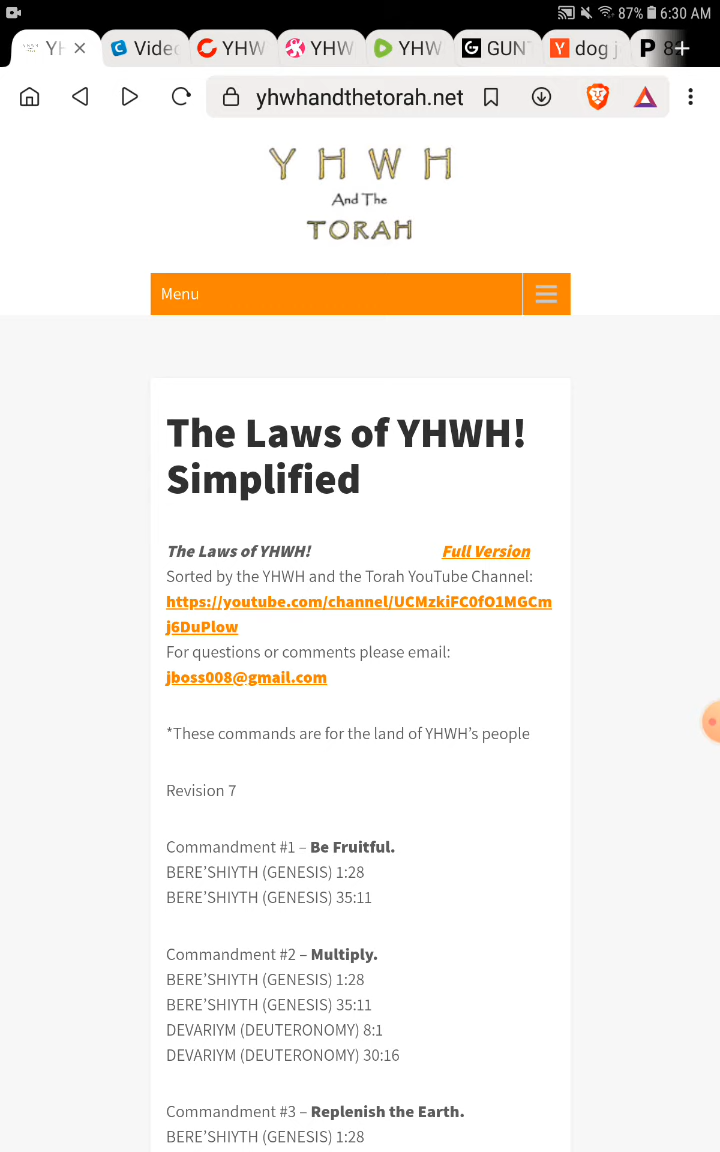 87% 6:30 AM
YH Video YHW YHW YHW GUNT dog j 8
yhwhandthetorah.net
YHWH
And The
TORAH
Menu
The Laws of YHWH!
Simplified
The Laws of YHWH! Full Version
Sorted by the YHWH and the Torah YouTube Channel:
https://youtube.com/channel/UCMzkiFC0fO1MGCm
j6DuPlow
For questions or comments please email:
jboss008@gmail.com
*These commands are for the land of YHWH's people
Revision 7
Commandment #1 – Be Fruitful.
BERE'SHIYTH (GENESIS) 1:28
BERE'SHIYTH (GENESIS) 35:11
Commandment #2 – Multiply.
BERE'SHIYTH (GENESIS) 1:28
BERE'SHIYTH (GENESIS) 35:11
DEVARIYM (DEUTERONOMY) 8:1
DEVARIYM (DEUTERONOMY) 30:16
Commandment #3 – Replenish the Earth.
BERE'SHIYTH (GENESIS) 1:28